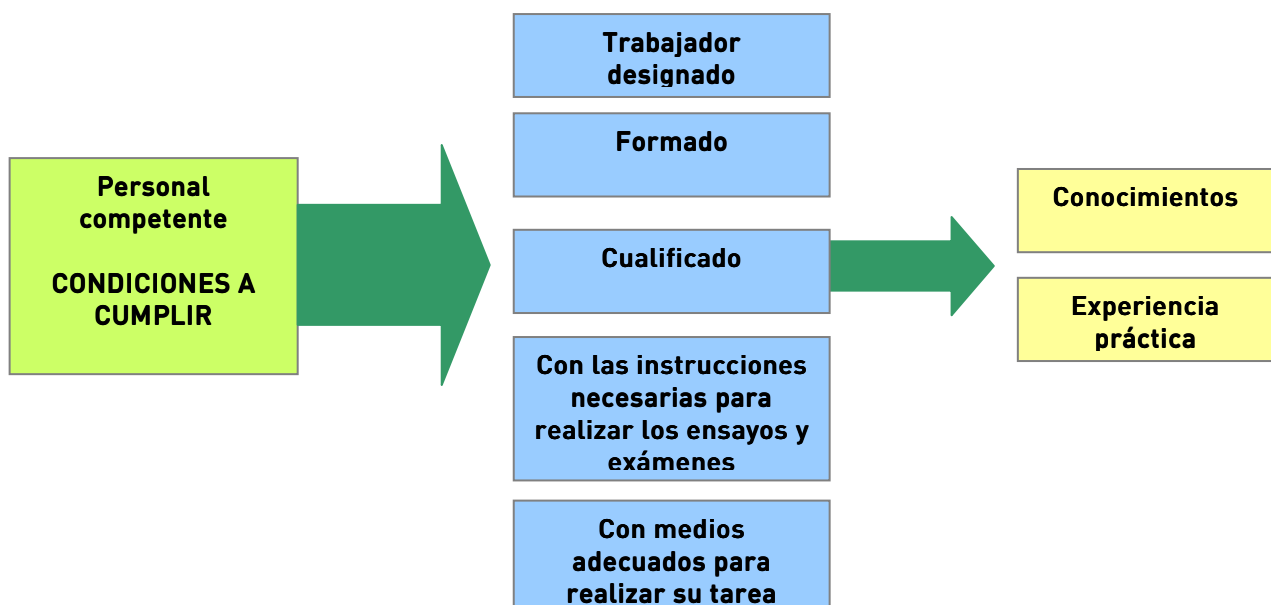 Personal
competente
CONDICIONES A
CUMPLIR
Trabajador
designado
Formado
Cualificado
Con las instrucciones
necesarias para
realizar los ensayos y
exámenes
Con medios
adecuados para
realizar su tarea
Conocimientos
Experiencia
práctica